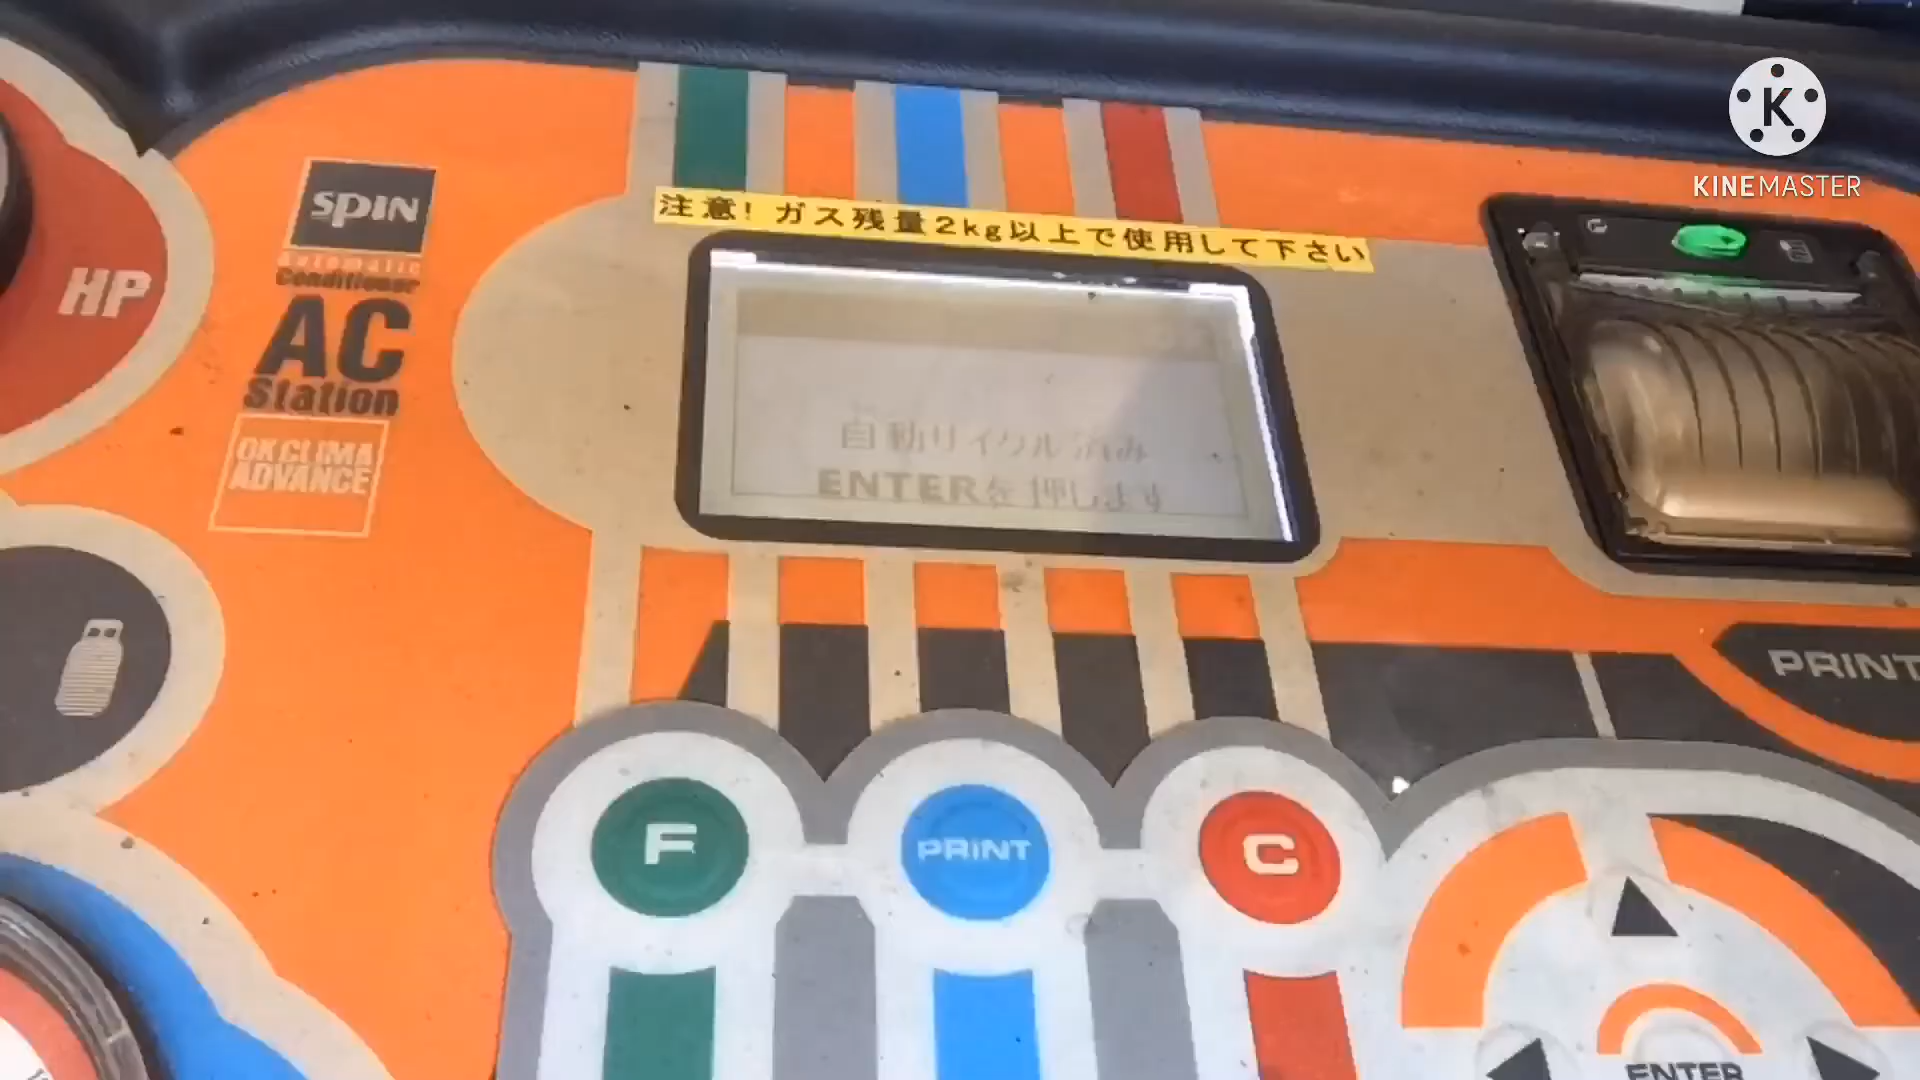 KINEMASTER
SPIN
Automatic
Conditioner
AC
Station
OKCLIMA
ADVANCE
HP
注意! ガス残量2kg以上で使用して下さい
自動リサイクル済み
ENTERを押します
PRINT
F
PRINT
C
ENTER